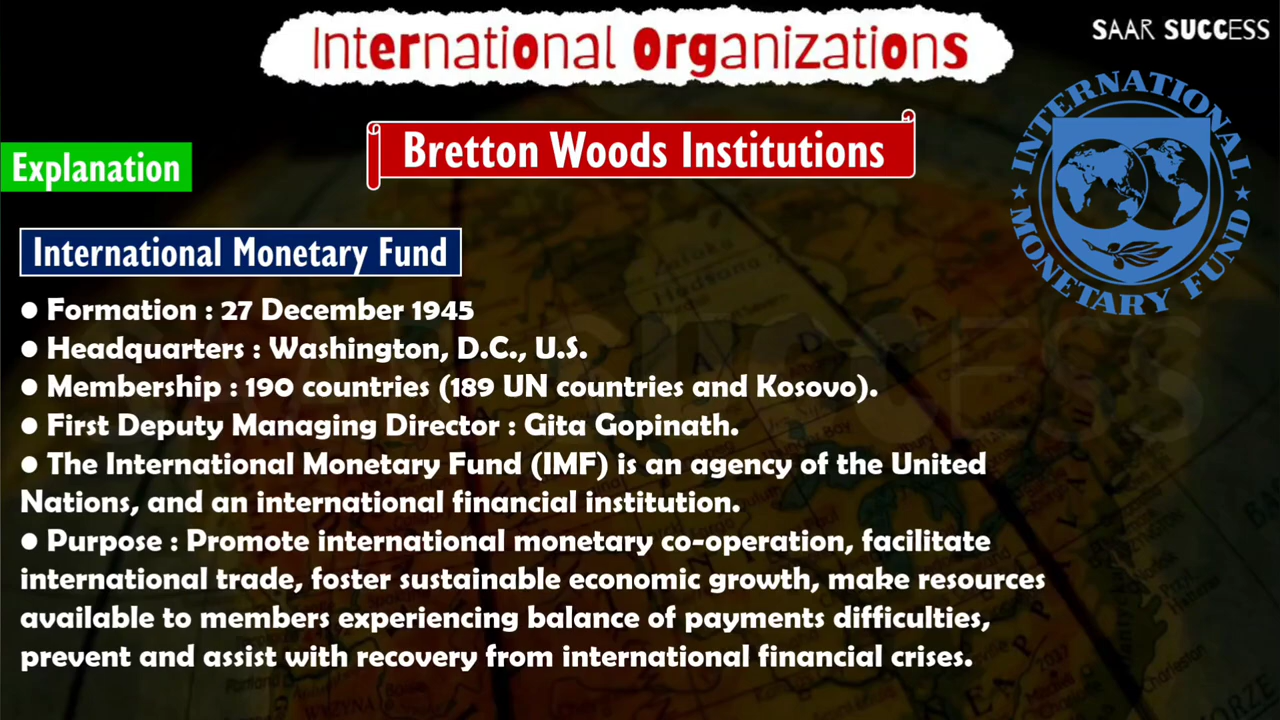 International Organizations
SAAR SUCCESS
Bretton Woods Institutions
INTERNATIONAL
MONETARY FUND
Explanation
International Monetary Fund
● Formation : 27 December 1945
● Headquarters : Washington, D.C., U.S.
● Membership : 190 countries (189 UN countries and Kosovo).
● First Deputy Managing Director : Gita Gopinath.
● The International Monetary Fund (IMF) is an agency of the United
Nations, and an international financial institution.
● Purpose : Promote international monetary co-operation, facilitate
international trade, foster sustainable economic growth, make resources
available to members experiencing balance of payments difficulties,
prevent and assist with recovery from international financial crises.